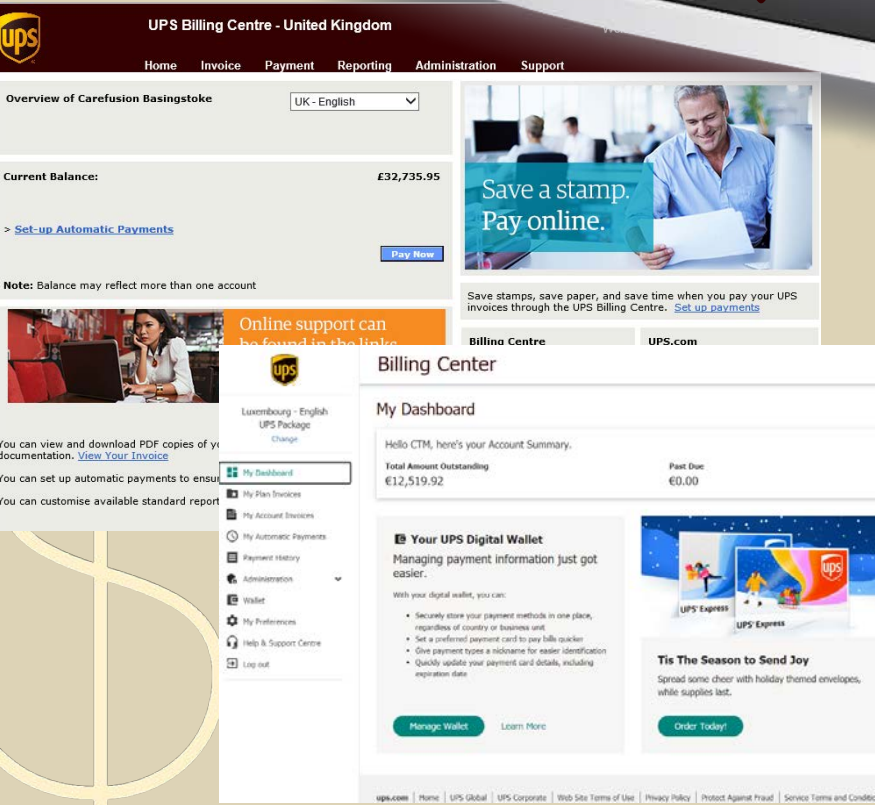 ups
UPS Billing Centre - United Kingdom
Home Invoice Payment Reporting Administration Support
Overview of Carefusion Basingstoke
UK - English
Current Balance: £32,735.95
> Set-up Automatic Payments
Pay Now
Note: Balance may reflect more than one account
Save a stamp.
Pay online.
Save stamps, save paper, and save time when you pay your UPS
invoices through the UPS Billing Centre. Set up payments
Billing Centre UPS.com
Online support can
be found in the links
You can view and download PDF copies of
documentation. View Your Invoice
You can set up automatic payments to
You can customise available standard
ups
Luxembourg - English
UPS Package
Change
My Dashboard
My Plan Invoices
My Account Invoices
My Automatic Payments
Payment History
Administration
Wallet
My Preferences
Help & Support Centre
Log out
Billing Center
My Dashboard
Hello CTM, here's your Account Summary.
Total Amount Outstanding Past Due
€12,519.92 €0.00
Your UPS Digital Wallet
Managing payment information just got
easier.
With your digital wallet, you can:
• Securely store your payment methods in one place,
regardless of country or business unit
• Set a preferred payment card to pay bills quicker
• Give payment types a nickname for easier identification
• Quickly update your payment card details, including
expiration date
Manage Wallet Learn More
ups
UPS Express
UPS Express
Tis The Season to Send Joy
Spread some cheer with holiday themed envelopes,
while supplies last.
Order Today!
ups.com | Home | UPS Global | UPS Corporate | Web Site Terms of Use | Privacy Policy | Protect Against Fraud | Service Terms and